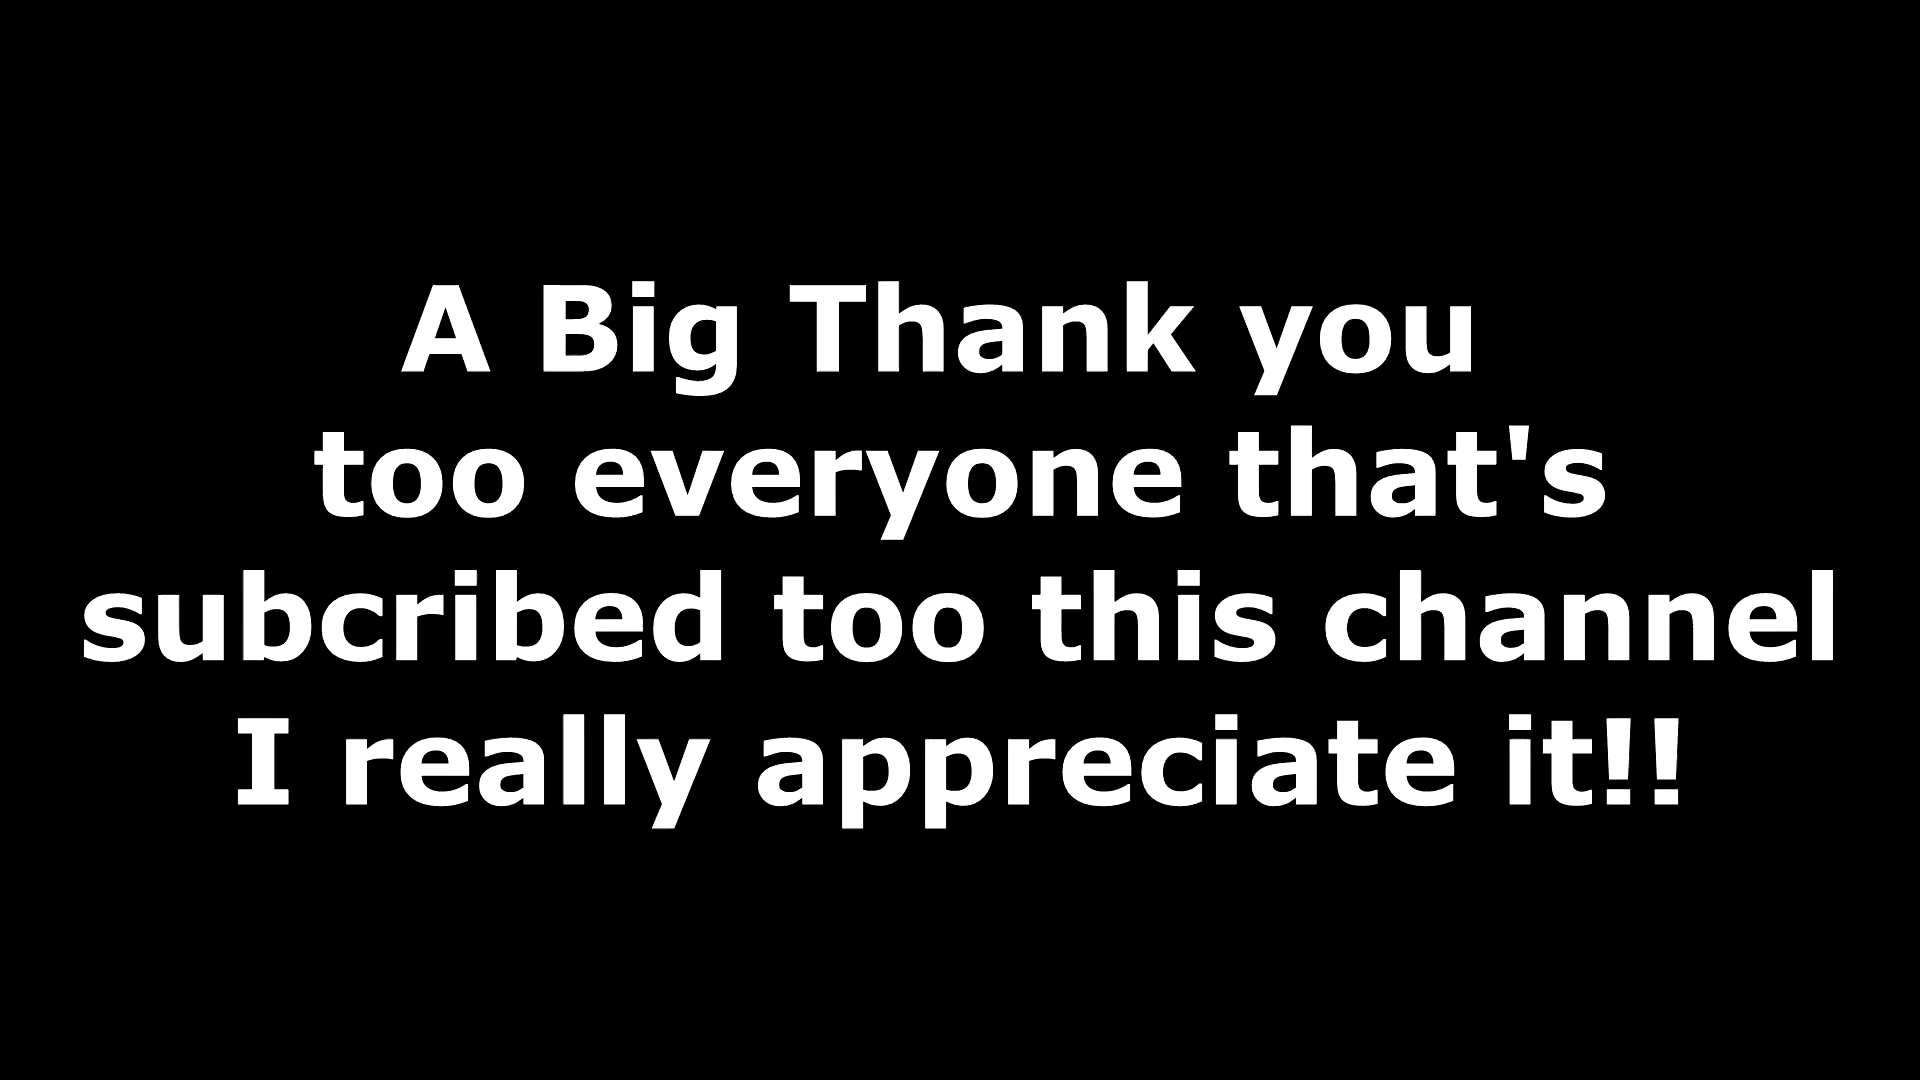 A Big Thank you
too everyone that's
subcribed too this channel
I really appreciate it!!